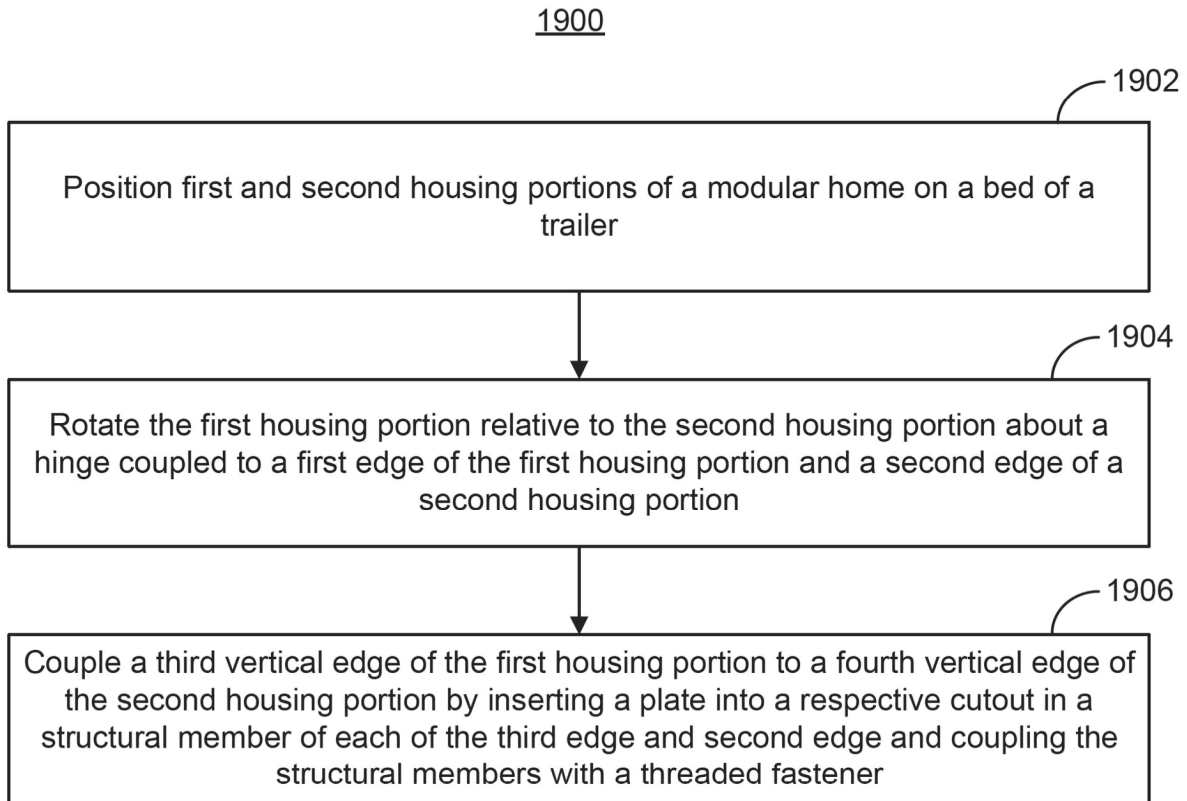 1900
1902
Position first and second housing portions of a modular home on a bed of a
trailer
1904
Rotate the first housing portion relative to the second housing portion about a
hinge coupled to a first edge of the first housing portion and a second edge of a
second housing portion
1906
Couple a third vertical edge of the first housing portion to a fourth vertical edge of
the second housing portion by inserting a plate into a respective cutout in a
structural member of each of the third edge and second edge and coupling the
structural members with a threaded fastener